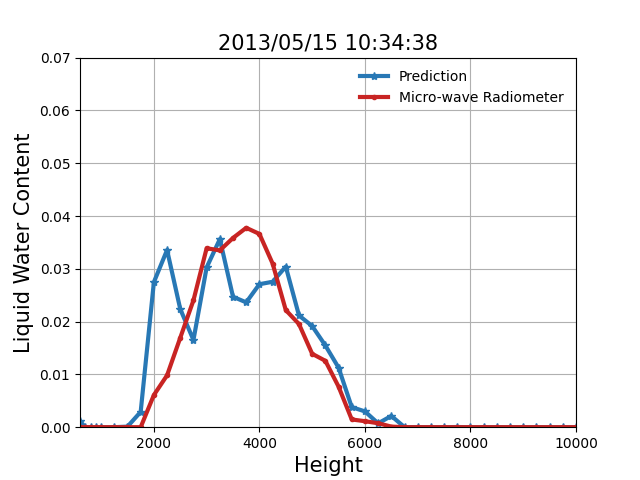 2013/05/15 10:34:38
0.07
0.06
0.05
0.04
0.03
0.02
0.01
0.00
Liquid Water Content
Prediction
Micro-wave Radiometer
2000 4000 6000 8000 10000
Height